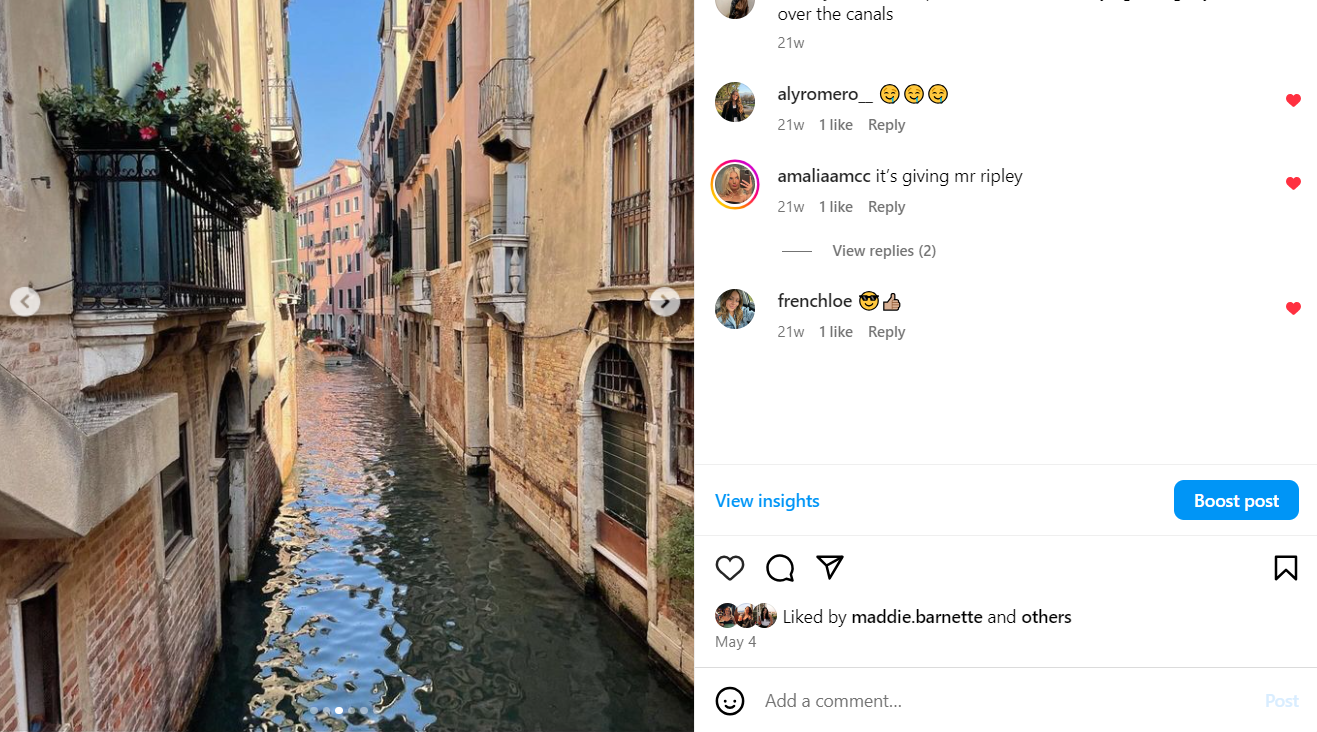 over the canals
21w
alyromero__ 🤤🤤🤤
21w 1 like Reply
amaliaamcc it’s giving mr ripley
21w 1 like Reply
View replies (2)
frenchloe 😎👍🏽
21w 1 like Reply
View insights
Boost post
Liked by maddie.barnette and others
May 4
Add a comment...
Post